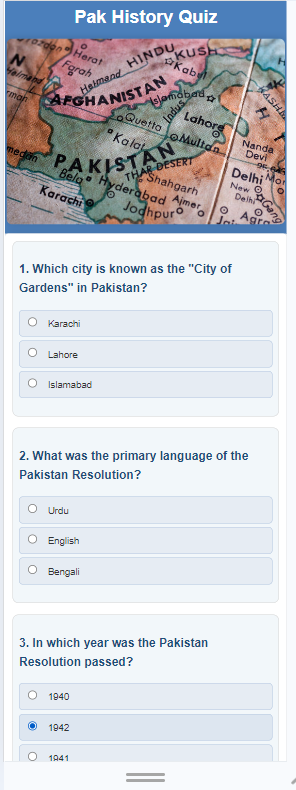 Pak History Quiz
HINDU KUSH
Herat
Kabul
Farah
Helmand
AFGHANISTAN
Islamabad
Indus
Quetta
Lahore
Kalat
Multan
Nanda
Devi
PAKISTAN
THAR DESERT
Delhi
New
Delhi
Bela
Hyderabad
Shahgarh
Karachi
Ajmer
Jodhpur
Agra
Gang
1. Which city is known as the "City of
Gardens" in Pakistan?
Karachi
Lahore
Islamabad
2. What was the primary language of the
Pakistan Resolution?
Urdu
English
Bengali
3. In which year was the Pakistan
Resolution passed?
1940
1942
1941